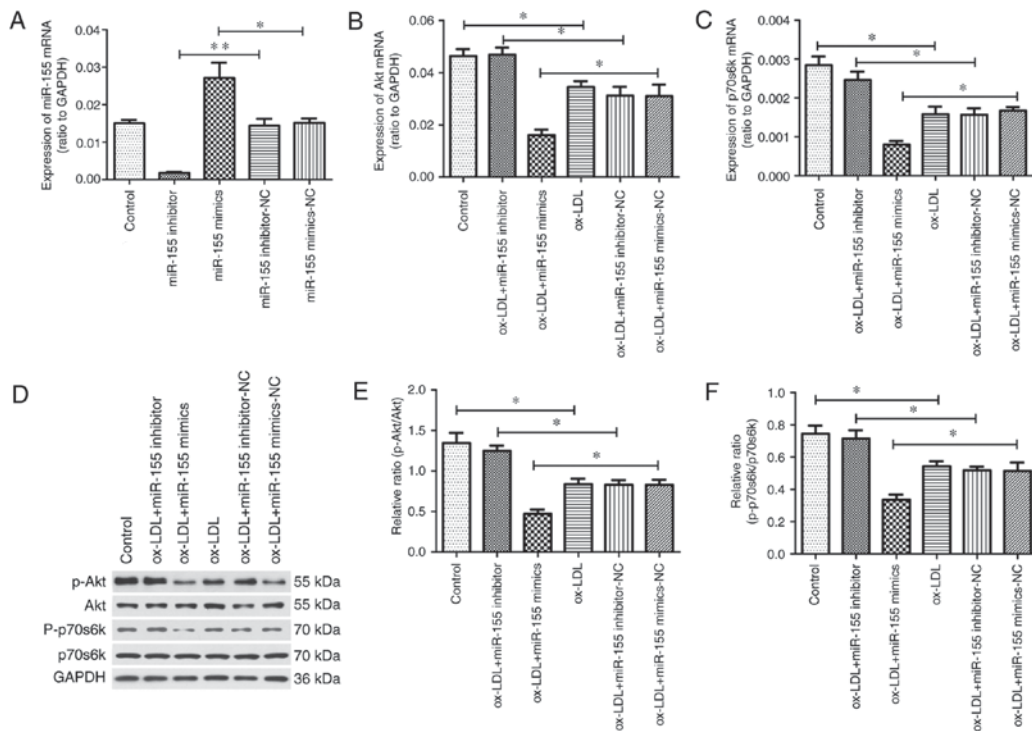 A
Expression of miR-155 mRNA
(ratio to GAPDH)
0.04
0.03
0.02
0.01
0.00
**
*
Control
miR-155 inhibitor
miR-155 mimics
miR-155 inhibitor-NC
miR-155 mimics-NC
B
Expression of Akt mRNA
(ratio to GAPDH)
0.06
0.04
0.02
0.00
*
*
*
Control
ox-LDL+miR-155 inhibitor
ox-LDL+miR-155 mimics
ox-LDL
ox-LDL+miR-155 inhibitor-NC
ox-LDL+miR-155 mimics-NC
C
Expression of p70s6k mRNA
(ratio to GAPDH)
0.004
0.003
0.002
0.001
0.000
*
*
*
Control
ox-LDL+miR-155 inhibitor
ox-LDL+miR-155 mimics
ox-LDL
ox-LDL+miR-155 inhibitor-NC
ox-LDL+miR-155 mimics-NC
D
Control
ox-LDL+miR-155 inhibitor
ox-LDL+miR-155 mimics
ox-LDL
ox-LDL+miR-155 inhibitor-NC
ox-LDL+miR-155 mimics-NC
p-Akt 55 kDa
Akt 55 kDa
P-p70s6k 70 kDa
p70s6k 70 kDa
GAPDH 36 kDa
E
Relative ratio (p-Akt/Akt)
2.0
1.5
1.0
0.5
0.0
*
*
*
Control
ox-LDL+miR-155 inhibitor
ox-LDL+miR-155 mimics
ox-LDL
ox-LDL+miR-155 inhibitor-NC
ox-LDL+miR-155 mimics-NC
F
Relative ratio
(p-p70s6k/p70s6k)
1.0
0.8
0.6
0.4
0.2
0.0
*
*
*
Control
ox-LDL+miR-155 inhibitor
ox-LDL+miR-155 mimics
ox-LDL
ox-LDL+miR-155 inhibitor-NC
ox-LDL+miR-155 mimics-NC